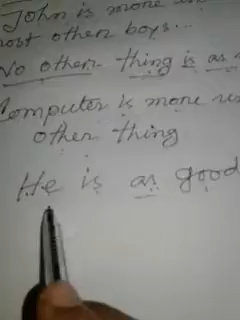 John is more
most other boys...
No other thing is as
Computer is more
other thing
He is as good